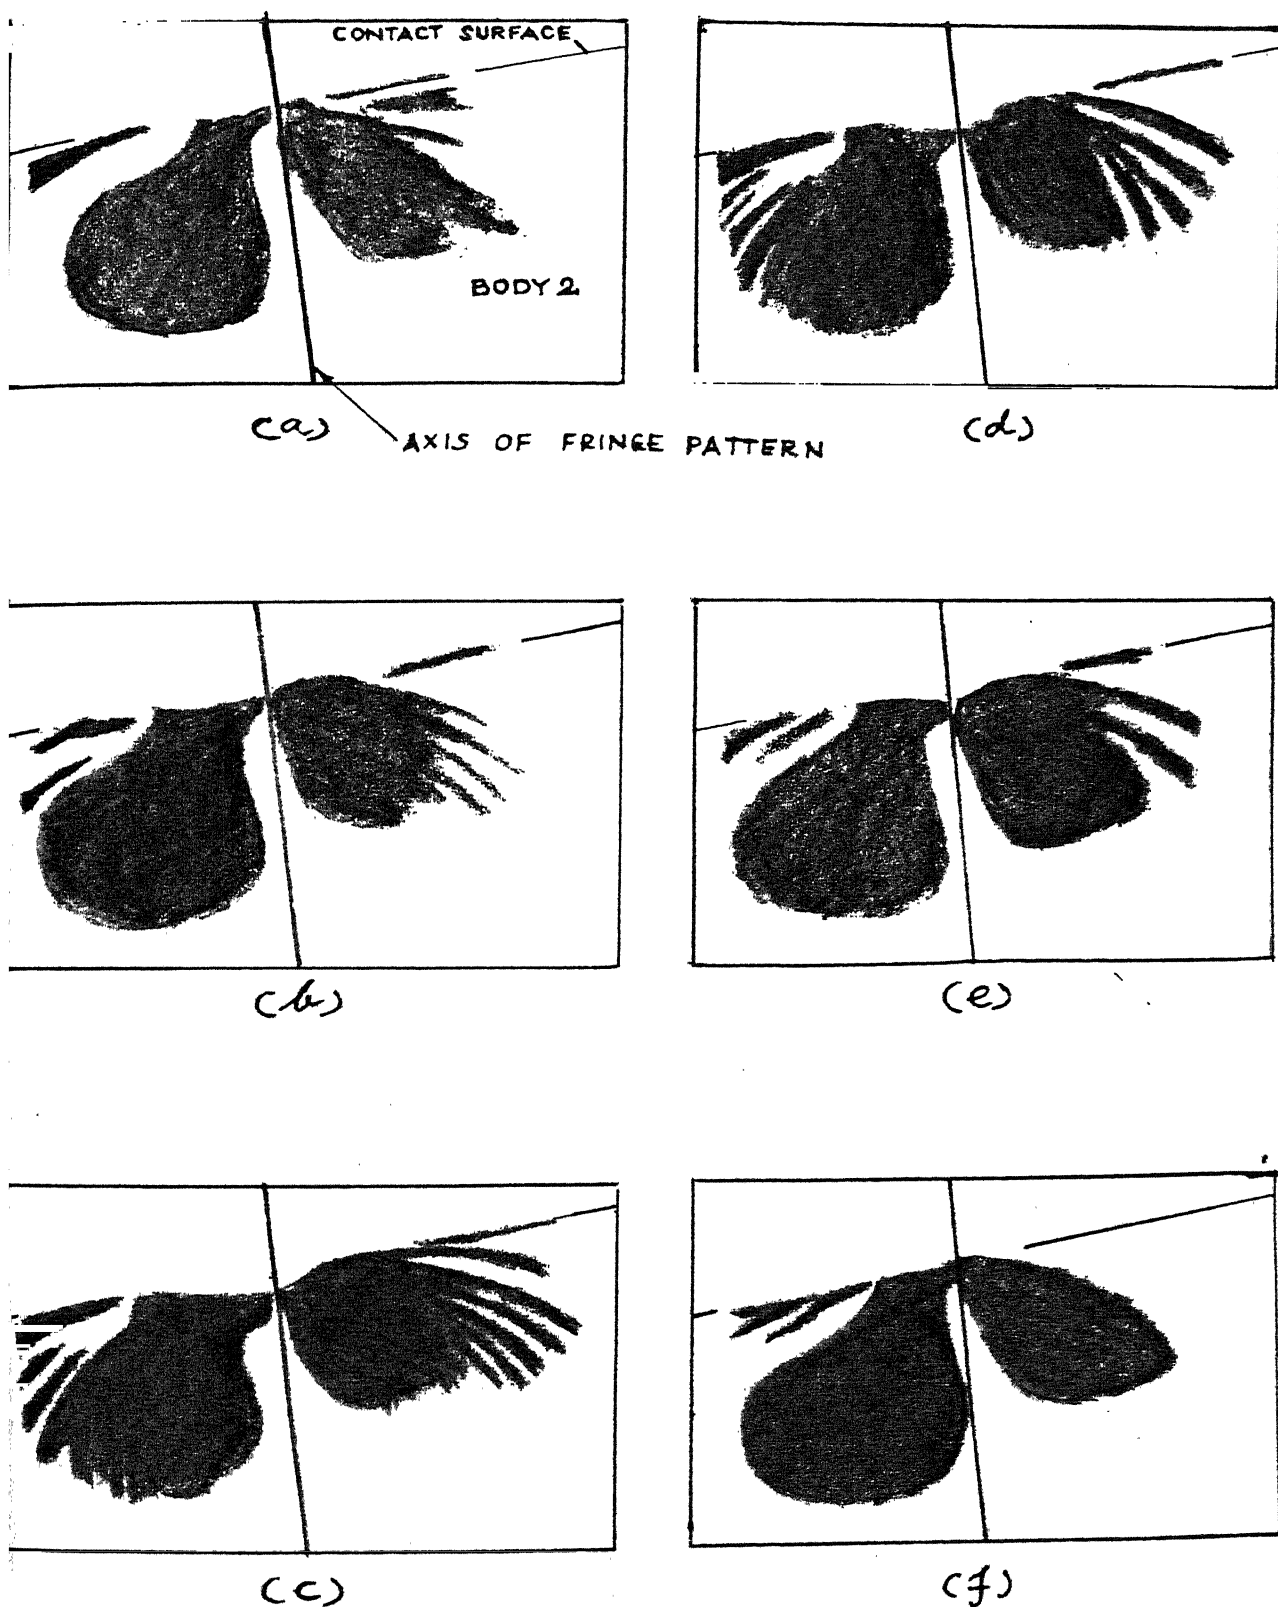 CONTACT SURFACE
BODY 2
(a)
(d)
AXIS OF FRINGE PATTERN
(b)
(e)
(c)
(f)